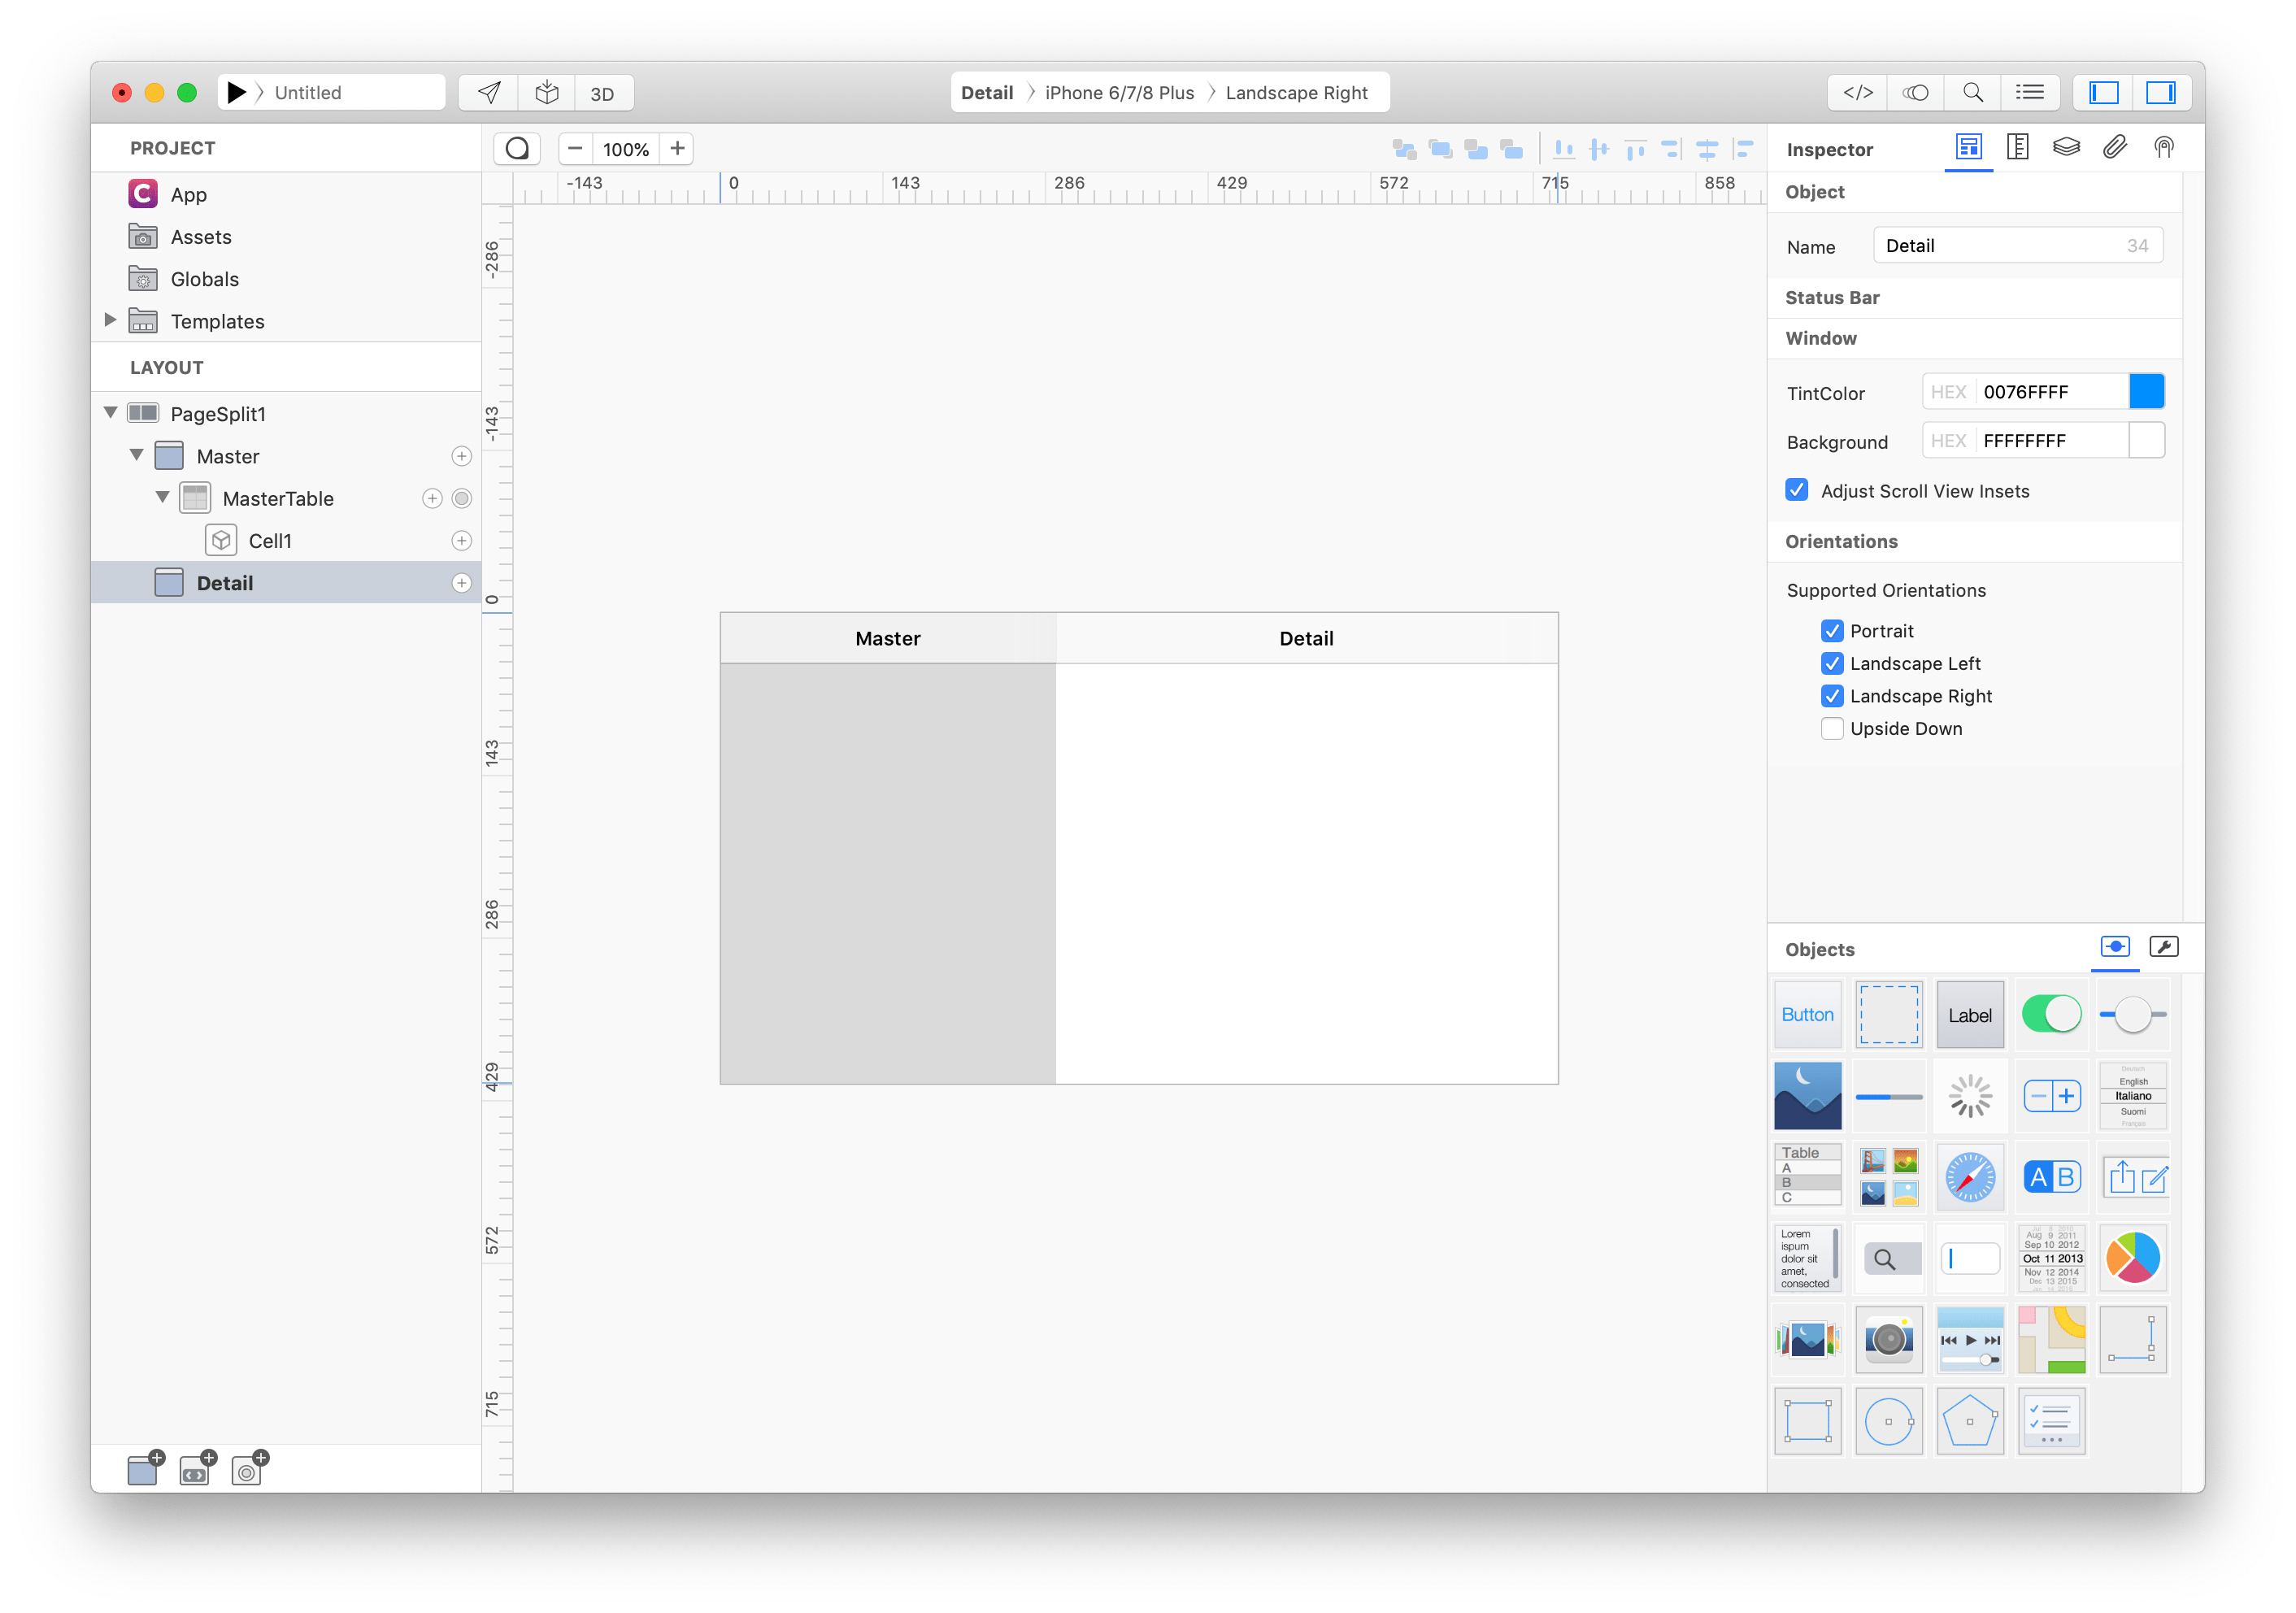 Untitled
3D
Detail
iPhone 6/7/8 Plus
Landscape Right
</>
PROJECT
App
Assets
Globals
Templates
LAYOUT
PageSplit1
Master
MasterTable
Cell1
Detail
100%
-143 0 143 286 429 572 715 858
-286
-143
0
143
286
429
572
715
Master
Detail
Inspector
Object
Name Detail 34
Status Bar
Window
TintColor HEX 0076FFFF
Background HEX FFFFFFFF
Adjust Scroll View Insets
Orientations
Supported Orientations
Portrait
Landscape Left
Landscape Right
Upside Down
Objects
Button
Label
Deutsch
English
Italiano
Suomi
Français
Table
A
B
C
A B
Lorem
ispum
dolor sit
amet,
consected
Aug 9 2011
Sep 10 2012
Oct 11 2013
Nov 12 2014
Dec 13 2015